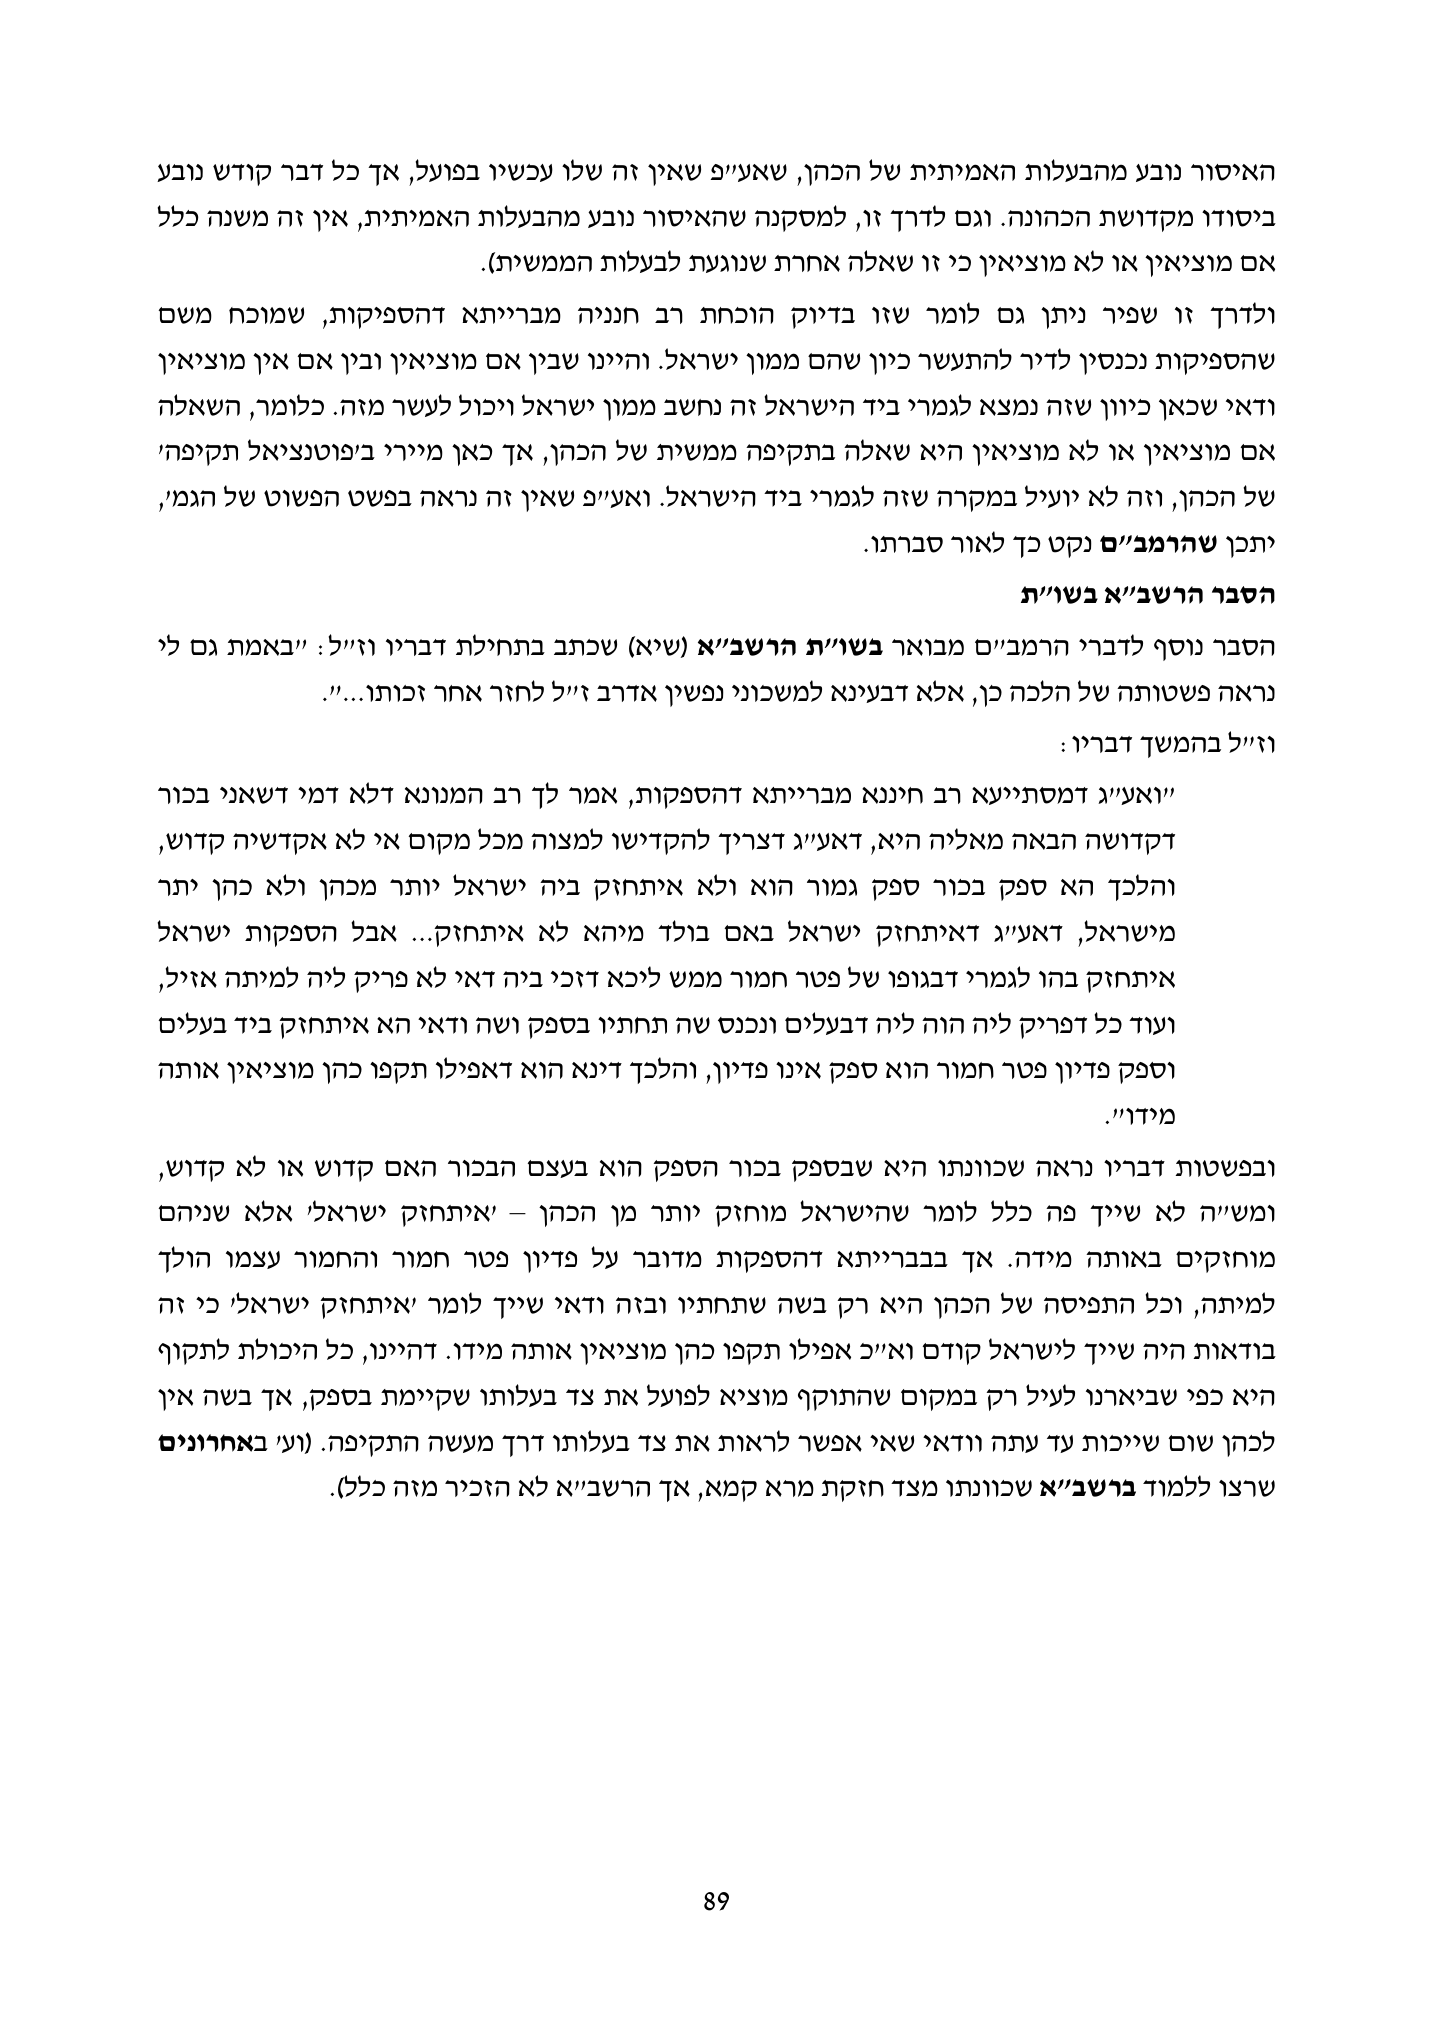 האיסור נובע מהבעלות האמיתית של הכהן, שאע״פ שאין זה שלו עכשיו בפועל, אך כל דבר קודש נובע
ביסודו מקדושת הכהונה. וגם לדרך זו, למסקנה שהאיסור נובע מהבעלות האמיתית, אין זה משנה כלל
אם מוציאין או לא מוציאין כי זו שאלה אחרת שנוגעת לבעלות הממשית).
ולדרך זו שפיר ניתן גם לומר שזו בדיוק הוכחת רב חנניה מברייתא דהספיקות, שמוכח משם
שהספיקות נכנסין לדיר להתעשר כיון שהם ממון ישראל. והיינו שבין אם מוציאין ובין אם אין מוציאין
ודאי שכאן כיוון שזה נמצא לגמרי ביד הישראל זה נחשב ממון ישראל ויכול לעשר מזה. כלומר, השאלה
אם מוציאין או לא מוציאין היא שאלה בתקיפה ממשית של הכהן, אך כאן מיירי ב׳פוטנציאל תקיפה׳
של הכהן, וזה לא יועיל במקרה שזה לגמרי ביד הישראל. ואע״פ שאין זה נראה בפשט הפשוט של הגמ׳,
יתכן שהרמב״ם נקט כך לאור סברתו.
הסבר הרשב״א בשו״ת
הסבר נוסף לדברי הרמב״ם מבואר בשו״ת הרשב״א (שיא) שכתב בתחילת דבריו וז״ל: ״באמת גם לי
נראה פשטותה של הלכה כן, אלא דבעינא למשכוני נפשין אדרב ז״ל לחזר אחר זכותו...״.
וז״ל בהמשך דבריו:
״ואע״ג דמסתייעא רב חיננא מברייתא דהספקות, אמר לך רב המנונא דלא דמי דשאני בכור
דקדושה הבאה מאליה היא, דאע״ג דצריך להקדישו למצוה מכל מקום אי לא אקדשיה קדוש,
והלכך הא ספק בכור ספק גמור הוא ולא איתחזק ביה ישראל יותר מכהן ולא כהן יתר
מישראל, דאע״ג דאיתחזק ישראל באם בולד מיהא לא איתחזק... אבל הספקות ישראל
איתחזק בהו לגמרי דבגופו של פטר חמור ממש ליכא דזכי ביה דאי לא פריק ליה למיתה אזיל,
ועוד כל דפריק ליה הוה ליה דבעלים ונכנס שה תחתיו בספק ושה ודאי הא איתחזק ביד בעלים
וספק פדיון פטר חמור הוא ספק אינו פדיון, והלכך דינא הוא דאפילו תקפו כהן מוציאין אותה
מידו״.
ובפשטות דבריו נראה שכוונתו היא שבספק בכור הספק הוא בעצם הבכור האם קדוש או לא קדוש,
ומש״ה לא שייך פה כלל לומר שהישראל מוחזק יותר מן הכהן – ׳איתחזק ישראל׳ אלא שניהם
מוחזקים באותה מידה. אך בבברייתא דהספקות מדובר על פדיון פטר חמור והחמור עצמו הולך
למיתה, וכל התפיסה של הכהן היא רק בשה שתחתיו ובזה ודאי שייך לומר ׳איתחזק ישראל׳ כי זה
בודאות היה שייך לישראל קודם וא״כ אפילו תקפו כהן מוציאין אותה מידו. דהיינו, כל היכולת לתקוף
היא כפי שביארנו לעיל רק במקום שהתוקף מוציא לפועל את צד בעלותו שקיימת בספק, אך בשה אין
לכהן שום שייכות עד עתה וודאי שאי אפשר לראות את צד בעלותו דרך מעשה התקיפה. (וע׳ באחרונים
שרצו ללמוד ברשב״א שכוונתו מצד חזקת מרא קמא, אך הרשב״א לא הזכיר מזה כלל).
89